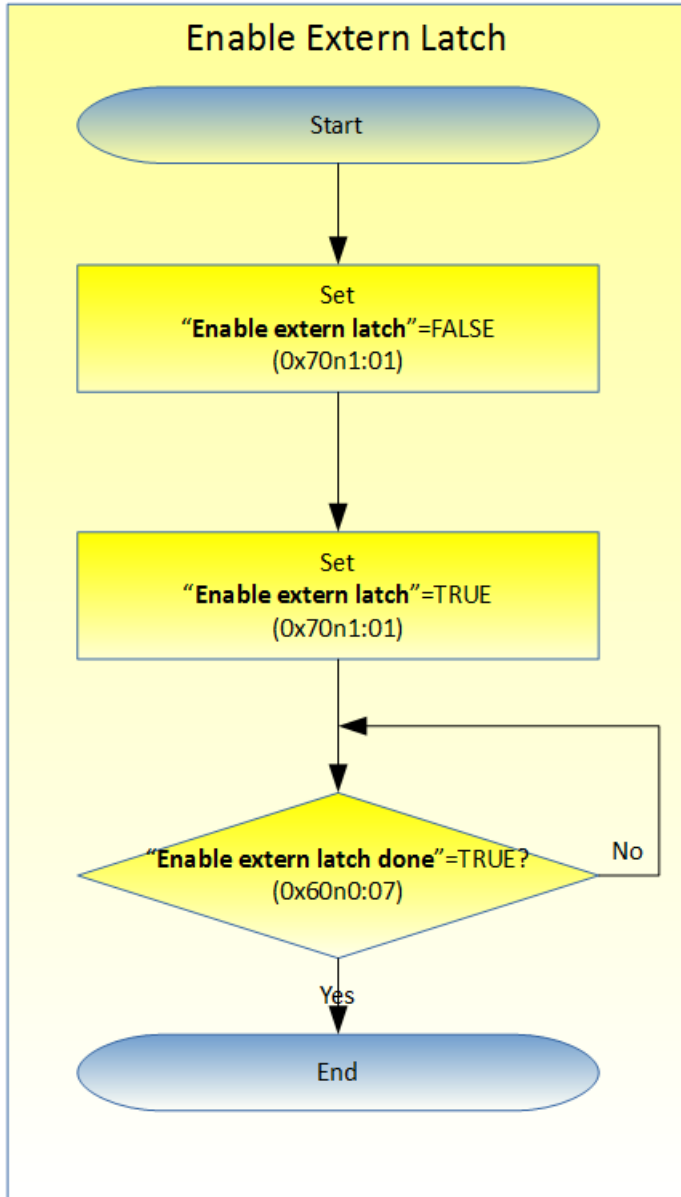 Enable Extern Latch
Start
Set
“Enable extern latch”=FALSE
(0x70n1:01)
Set
“Enable extern latch”=TRUE
(0x70n1:01)
“Enable extern latch done”=TRUE?
(0x60n0:07)
No
Yes
End